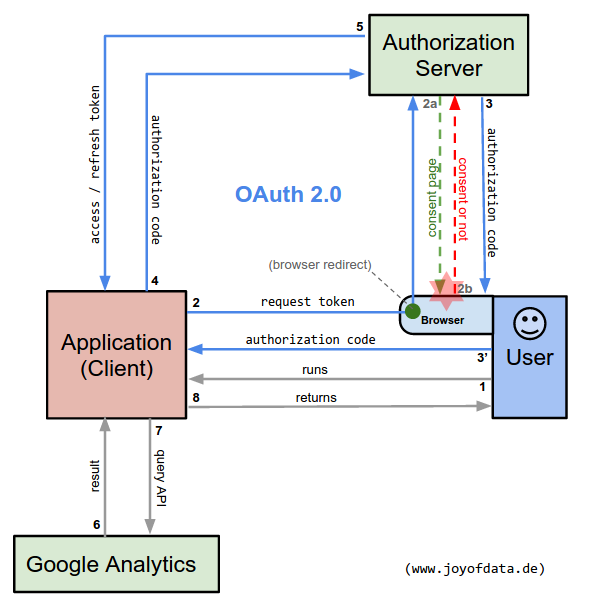 5
Authorization
Server
2a
3
access / refresh token
authorization code
consent page
consent or not
authorization code
OAuth 2.0
(browser redirect)
4
2b
2
request token
Browser
Application
(Client)
authorization code
3’
User
runs
1
8
returns
7
result
query API
6
Google Analytics
(www.joyofdata.de)